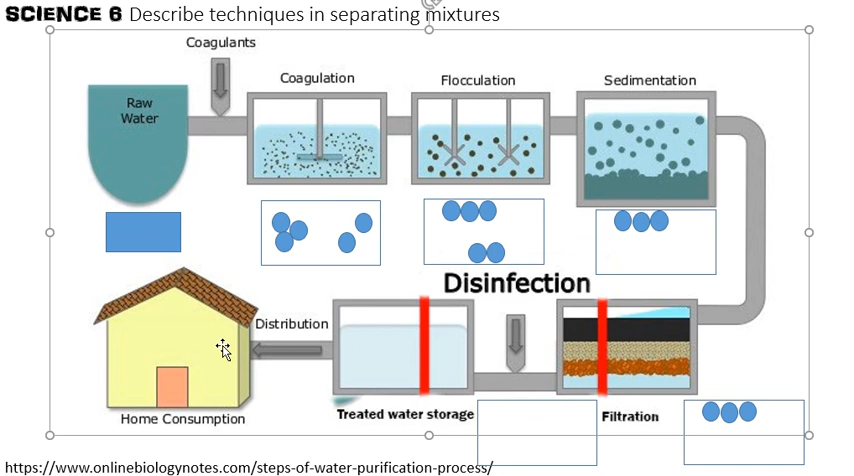 SCIENCE 6 Describe techniques in separating mixtures
Coagulants
Coagulation
Flocculation
Sedimentation
Raw
Water
Disinfection
Distribution
Home Consumption
Treated water storage
Filtration
https://www.onlinebiologynotes.com/steps-of-water-purification-process/